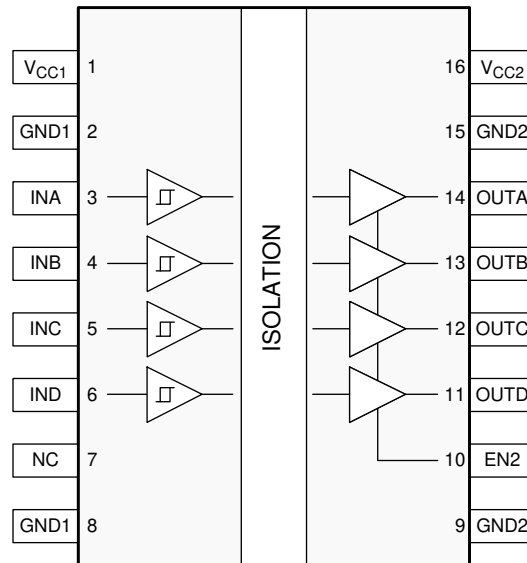 VCC1 1 16 VCC2
GND1 2 15 GND2
INA 3 14 OUTA
INB 4 13 OUTB
INC 5 12 OUTC
IND 6 11 OUTD
NC 7 10 EN2
GND1 8 9 GND2
ISOLATION